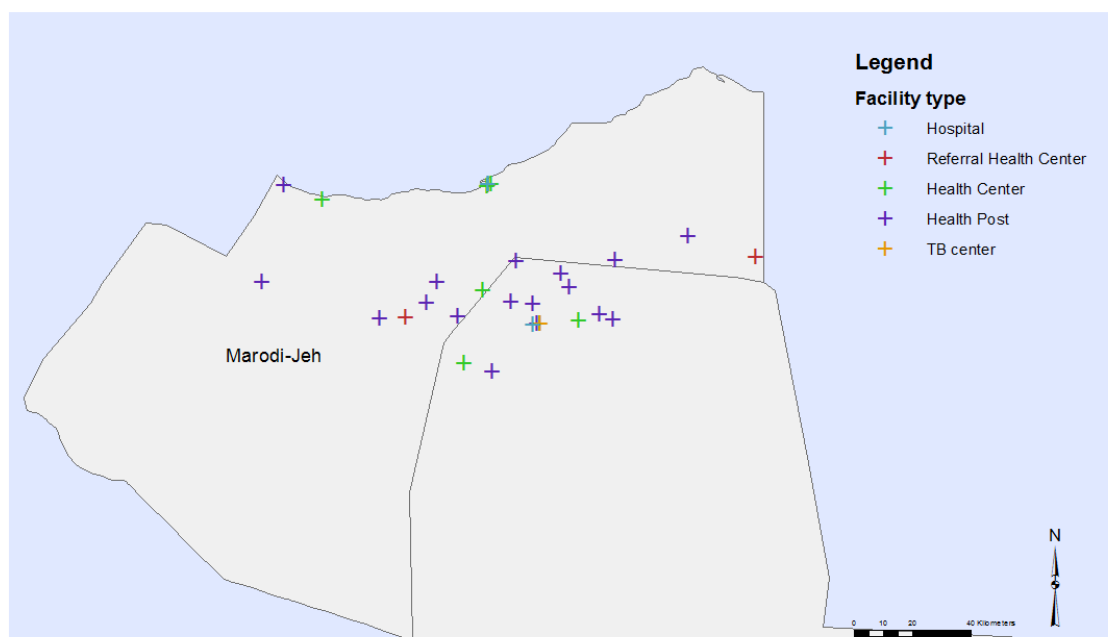 Legend
Facility type
Hospital
Referral Health Center
Health Center
Health Post
TB center
Marodi-Jeh
N
0 10 20 40 Kilometers